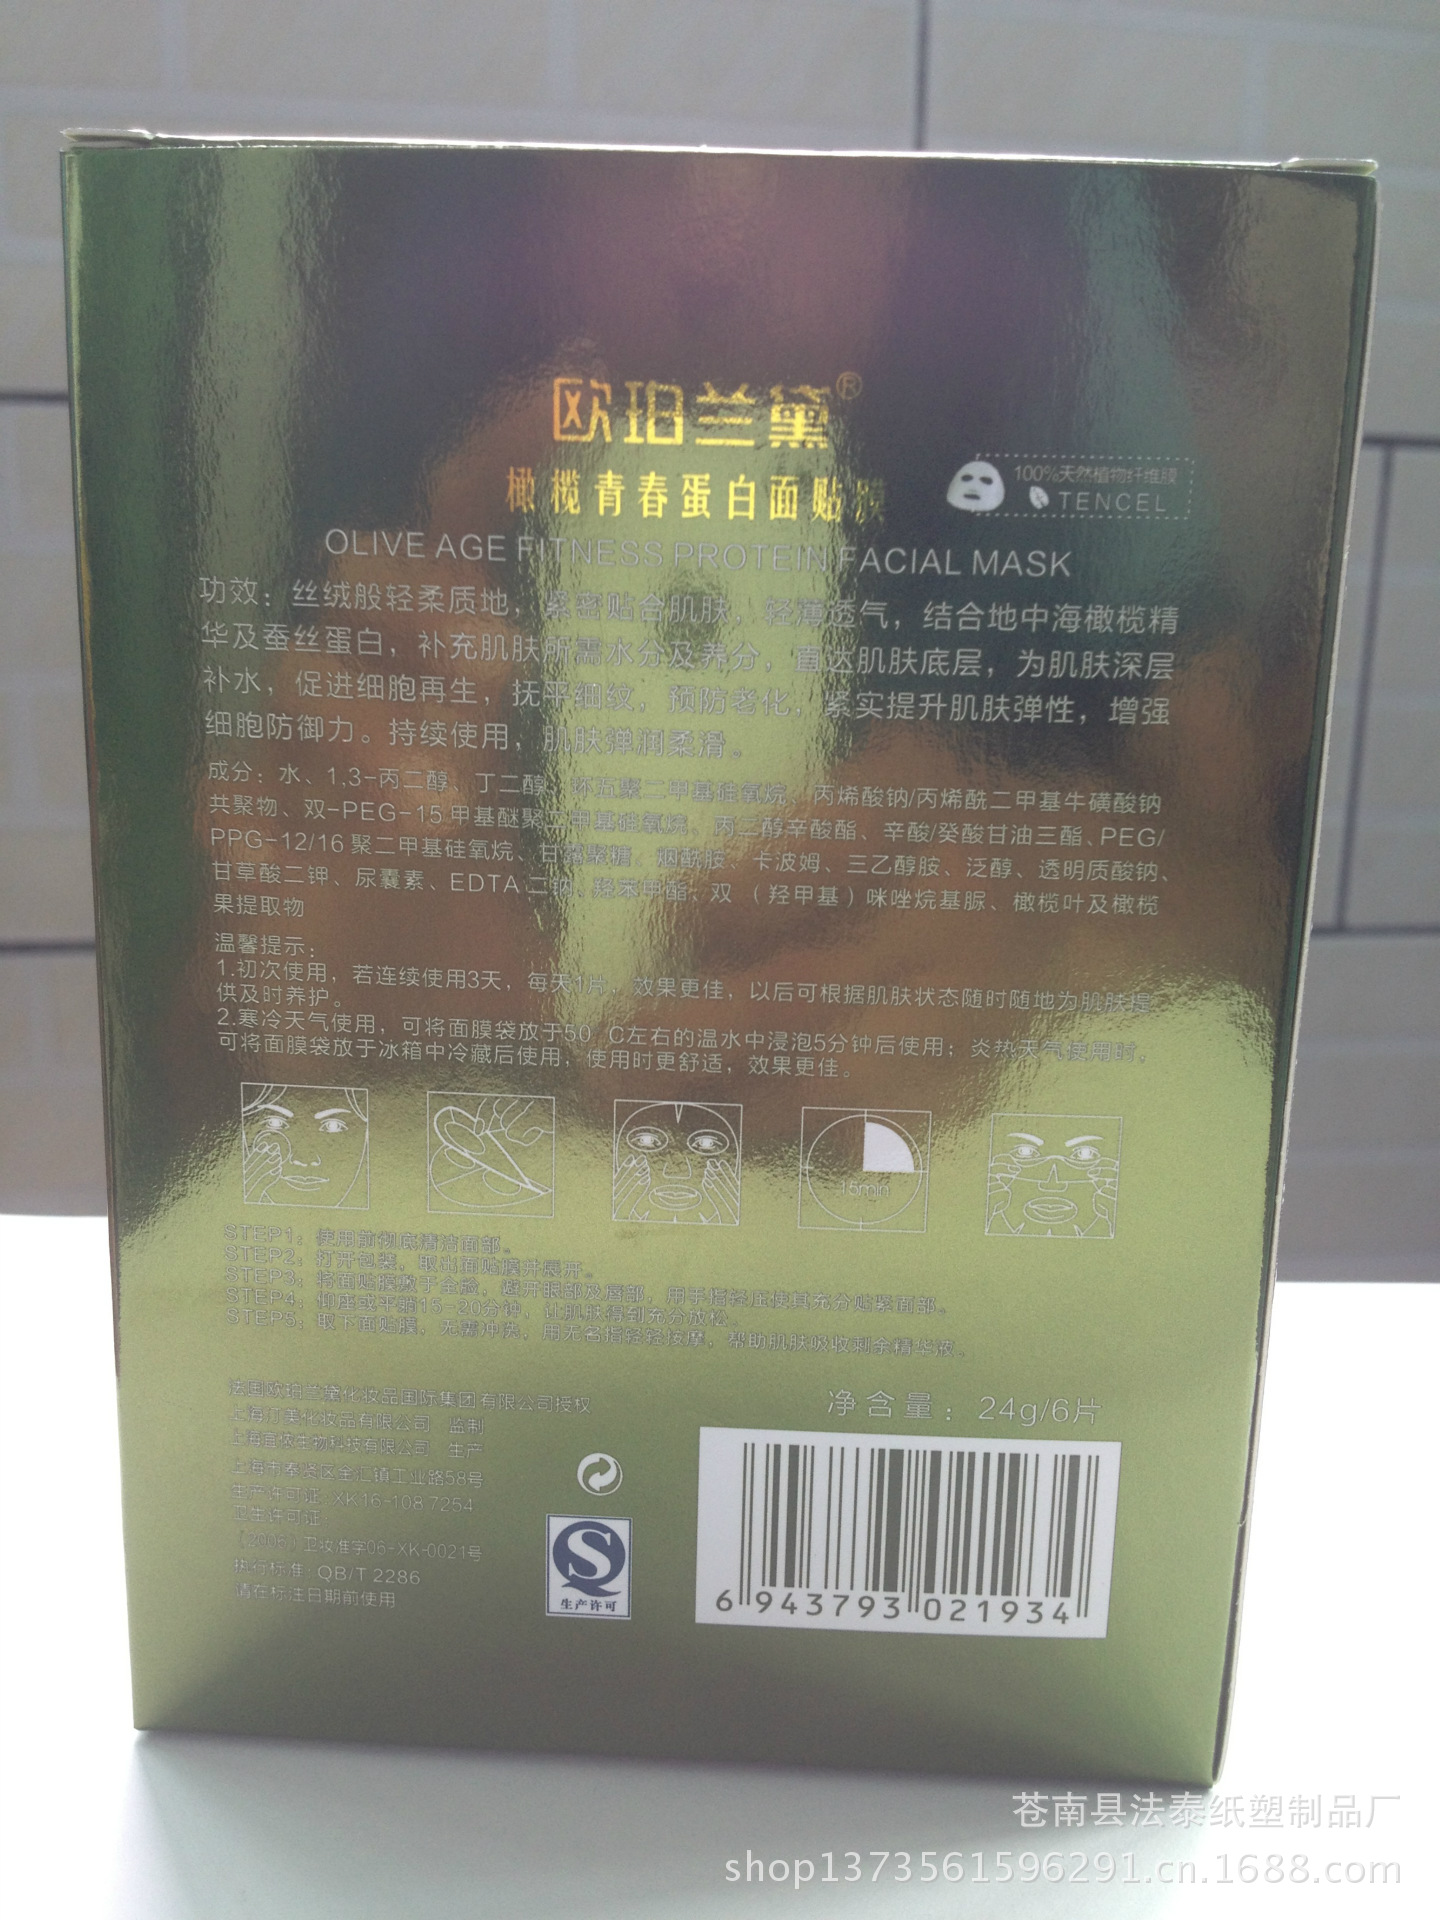 欧珀兰黛®
橄榄青春蛋白面贴膜
100%天然植物纤维膜
TENCEL
OLIVE AGE FITNESS PROTEIN FACIAL MASK
功效：丝绒般轻柔质地，紧密贴合肌肤，轻薄透气，结合地中海橄榄精
华及蚕丝蛋白，补充肌肤所需水分及养分，直达肌肤底层，为肌肤深层
补水，促进细胞再生，抚平细纹，预防老化，紧实提升肌肤弹性，增强
细胞防御力。持续使用，肌肤弹润柔滑。
成分：水、1,3-丙二醇、丁二醇、环五聚二甲基硅氧烷、丙烯酸钠/丙烯酰二甲基牛磺酸钠
共聚物、双-PEG-15 甲基醚聚二甲基硅氧烷、丙二醇辛酸酯、辛酸/癸酸甘油三酯、PEG/
PPG-12/16 聚二甲基硅氧烷、甘露聚糖、烟酰胺、卡波姆、三乙醇胺、泛醇、透明质酸钠、
甘草酸二钾、尿囊素、EDTA 二钠、羟苯甲酯、双（羟甲基）咪唑烷基脲、橄榄叶及橄榄
果提取物
温馨提示：
1.初次使用，若连续使用3天，每天1片，效果更佳，以后可根据肌肤状态随时随地为肌肤提
供及时养护。
2.寒冷天气使用，可将面膜袋放于50 C左右的温水中浸泡5分钟后使用；炎热天气使用时，
可将面膜袋放于冰箱中冷藏后使用，使用时更舒适，效果更佳。
15min
STEP1：使用前彻底清洁面部。
STEP2：打开包装，取出面贴膜并展开。
STEP3：将面贴膜敷于全脸，避开眼部及唇部，用手指轻压使其充分贴紧面部。
STEP4：仰座或平躺15-20分钟，让肌肤得到充分放松。
STEP5：取下面贴膜，无需冲洗，用无名指轻轻按摩，帮助肌肤吸收剩余精华液。
法国欧珀兰黛化妆品国际集团有限公司授权
上海汀美化妆品有限公司 监制
上海宜侬生物科技有限公司 生产
上海市奉贤区金汇镇工业路58号
生产许可证：XK16-108 7254
卫生许可证：
（2006）卫妆准字06-XK-0021号
执行标准：QB/T 2286
请在标注日期前使用
净含量：24g/6片
生产许可
6 943793 021934
苍南县法泰纸塑制品厂
shop1373561596291.cn.1688.com